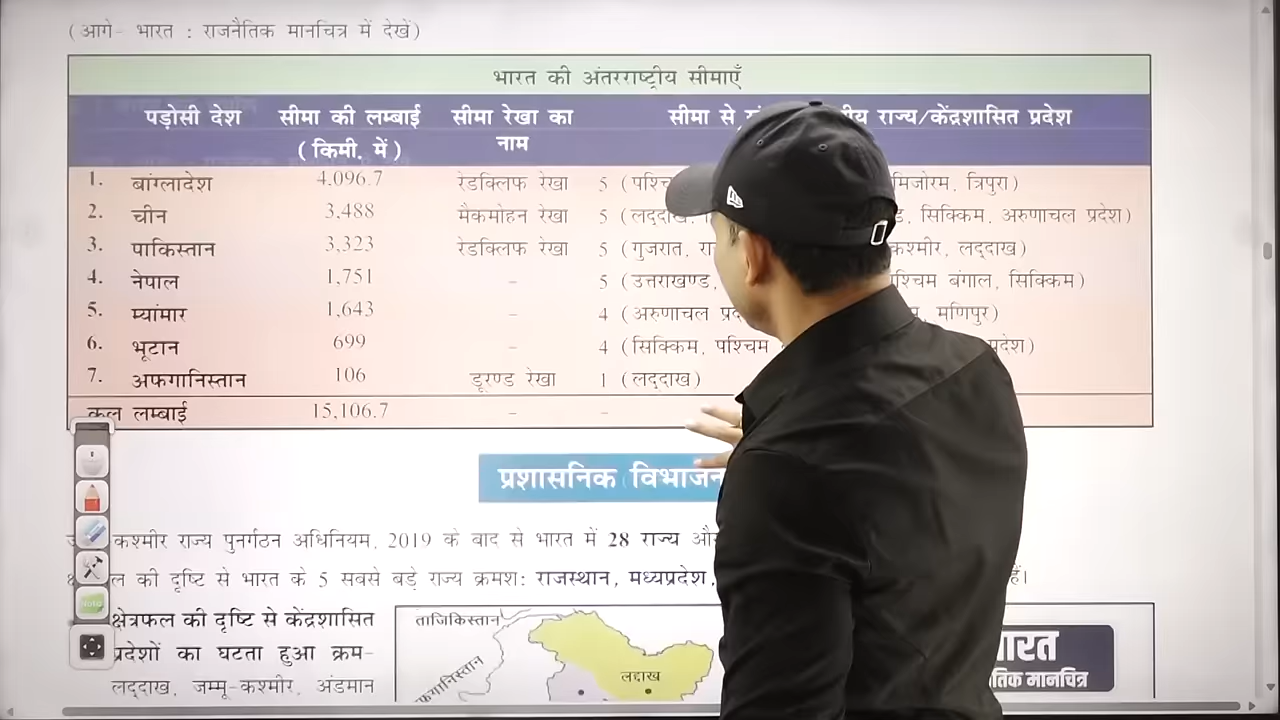 (आगे- भारत : राजनैतिक मानचित्र में देखें)
भारत की अंतरराष्ट्रीय सीमाएँ
पड़ोसी देश सीमा की लम्बाई (किमी. में) सीमा रेखा का नाम सीमा से राज्य/केंद्रशासित प्रदेश
1. बांग्लादेश 4,096.7 रेडक्लिफ रेखा 5 मिजोरम, त्रिपुरा)
2. चीन 3,488 मैकमोहन रेखा 5 (लद्दाख, सिक्किम, अरुणाचल प्रदेश)
3. पाकिस्तान 3,323 रेडक्लिफ रेखा 5 (गुजरात, कश्मीर, लद्दाख)
4. नेपाल 1,751 - 5 (उत्तराखण्ड, बंगाल, सिक्किम)
5. म्यांमार 1,643 - 4 (अरुणाचल मणिपुर)
6. भूटान 699 - 4 (सिक्किम, पश्चिम
7. अफगानिस्तान 106 डूरण्ड रेखा 1 (लद्दाख)
कुल लम्बाई 15,106.7 - -
प्रशासनिक विभाजन
कश्मीर राज्य पुनर्गठन अधिनियम, 2019 के बाद से भारत में 28 राज्य
की दृष्टि से भारत के 5 सबसे बड़े राज्य क्रमश: राजस्थान, मध्यप्रदेश, हैं।
क्षेत्रफल की दृष्टि से केंद्रशासित
प्रदेशों का घटता हुआ क्रम-
लद्दाख, जम्मू-कश्मीर, अंडमान
ताजिकिस्तान
लद्दाख
मानचित्र